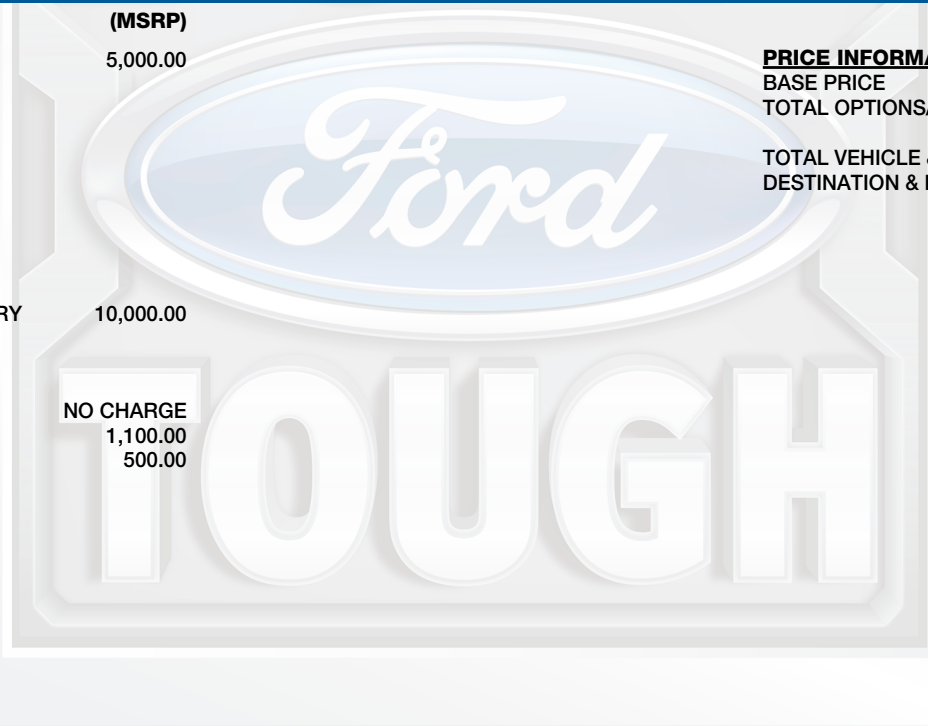 (MSRP)
5,000.00
PRICE INFORMA
BASE PRICE
TOTAL OPTIONS
TOTAL VEHICLE &
DESTINATION &
RY 10,000.00
NO CHARGE
1,100.00
500.00
Ford
TOUGH